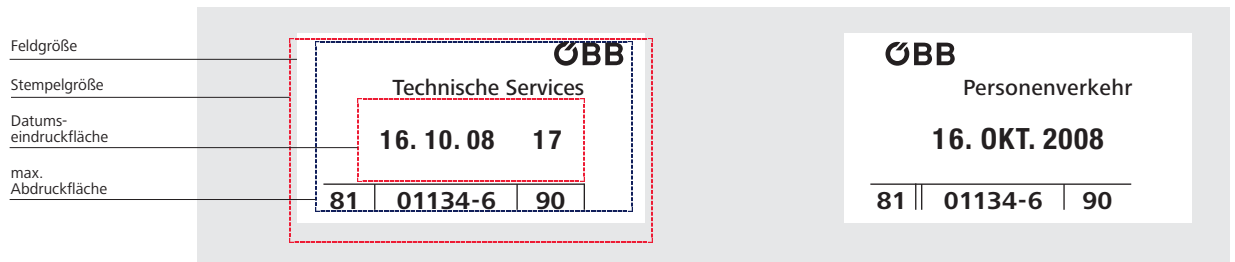 Feldgröße
Stempelgröße
Datums-
eindruckfläche
max.
Abdruckfläche
ÖBB
Technische Services
16. 10. 08 17
81 01134-6 90
ÖBB
Personenverkehr
16. OKT. 2008
81 01134-6 90